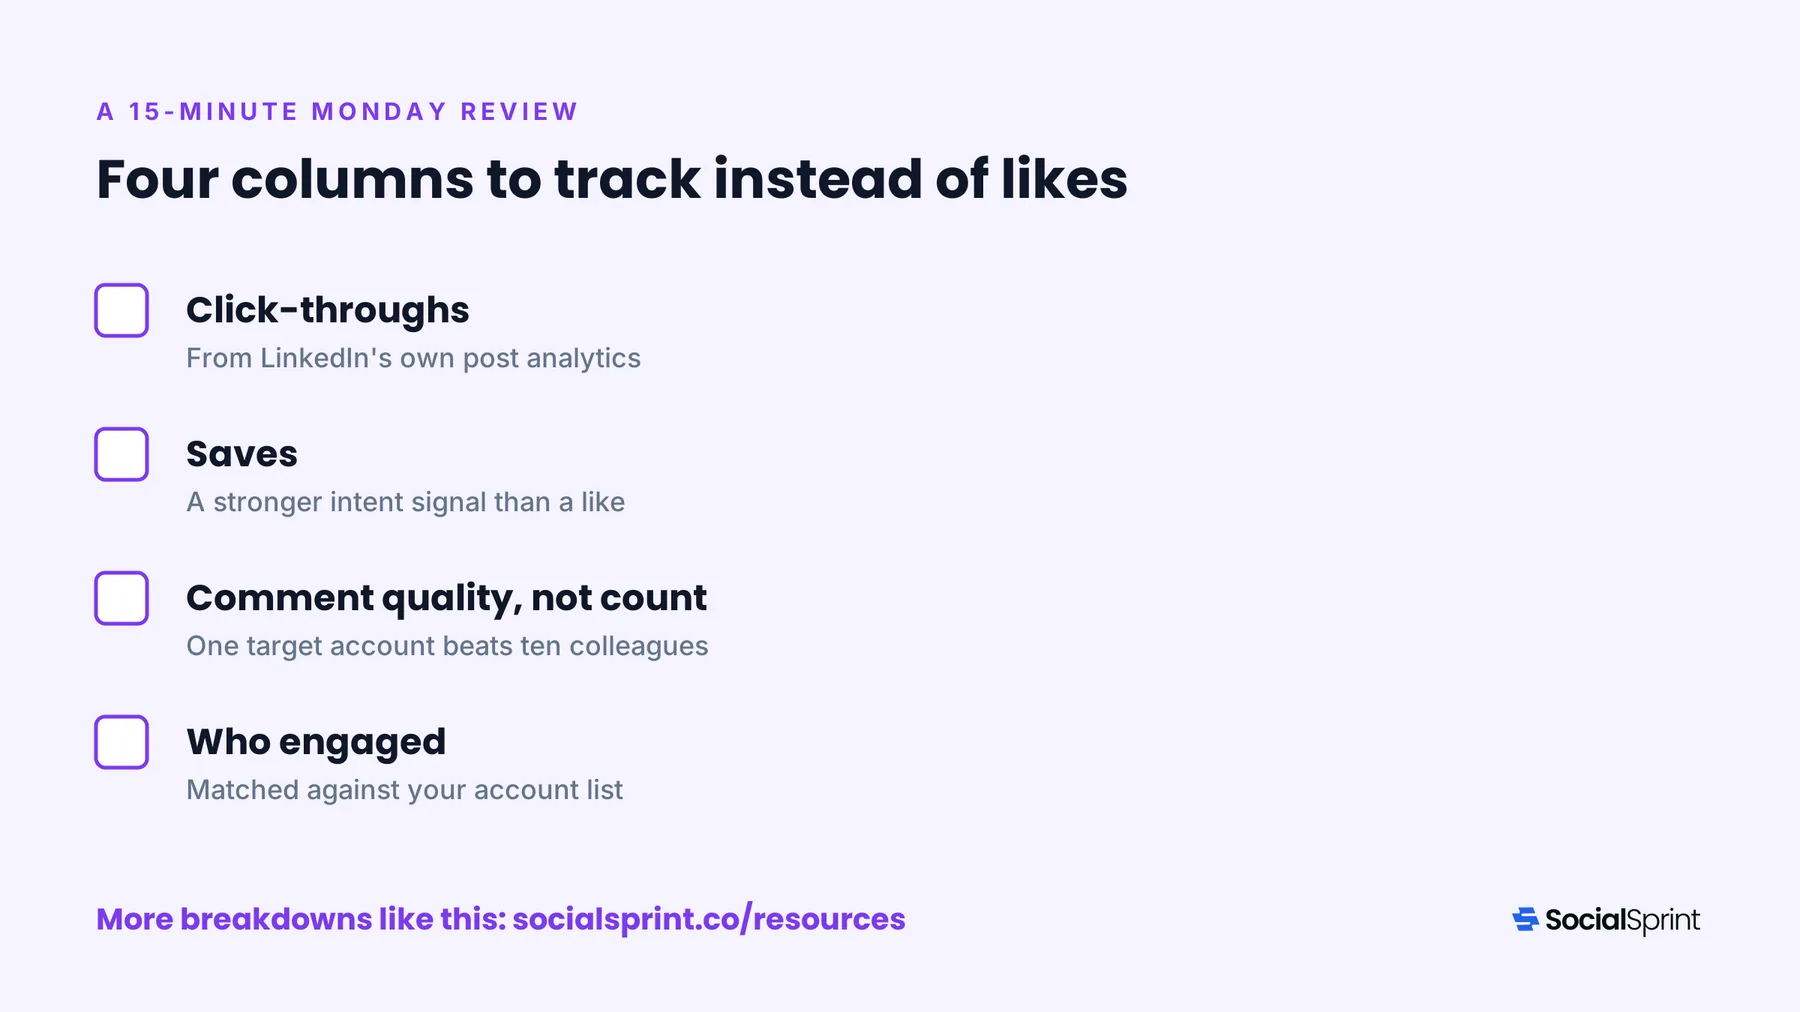 A 15-MINUTE MONDAY REVIEW
Four columns to track instead of likes
Click-throughs
From LinkedIn's own post analytics
Saves
A stronger intent signal than a like
Comment quality, not count
One target account beats ten colleagues
Who engaged
Matched against your account list
More breakdowns like this: socialsprint.co/resources
SocialSprint